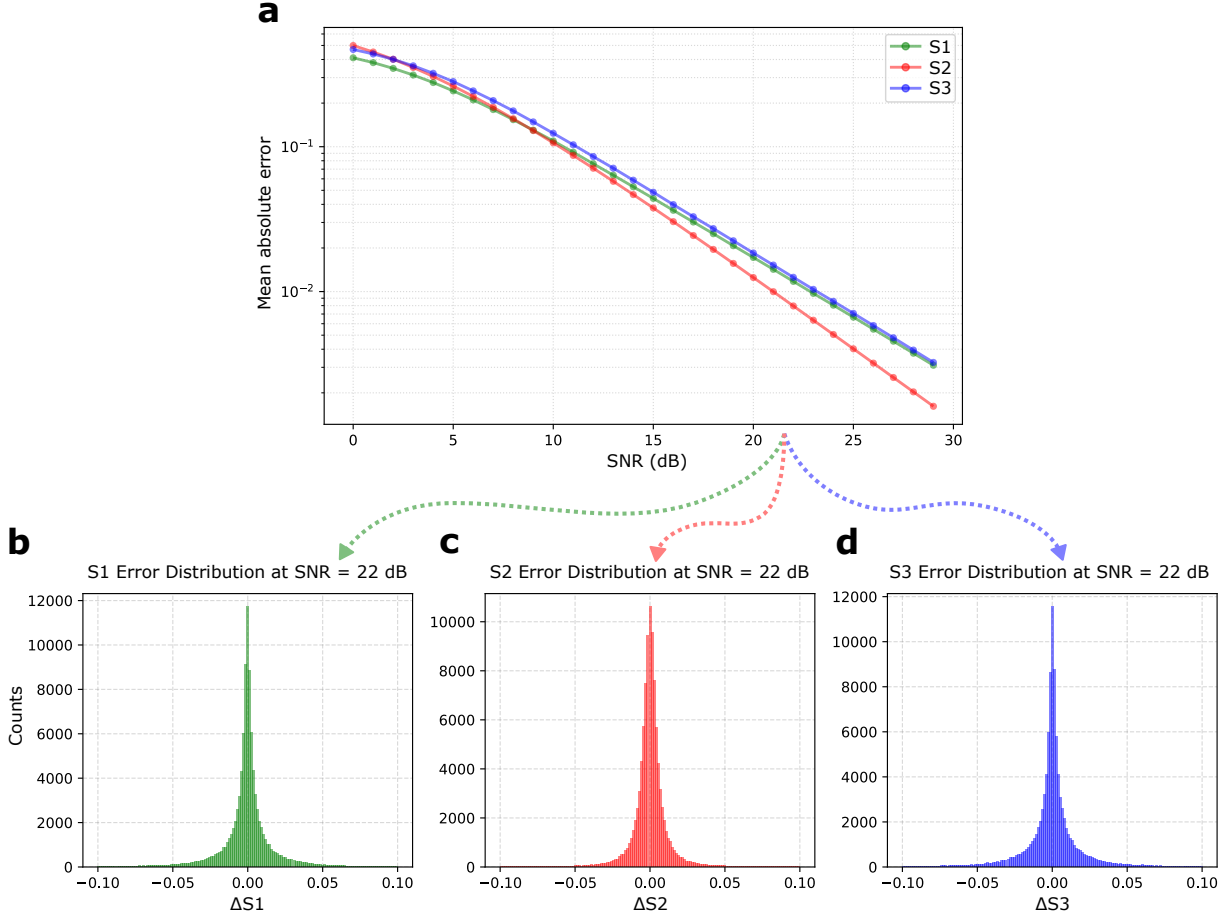 a
S1
S2
S3
Mean absolute error
10⁻¹
10⁻²
0 5 10 15 20 25 30
SNR (dB)
b
S1 Error Distribution at SNR = 22 dB
Counts
12000
10000
8000
6000
4000
2000
0
−0.10 −0.05 0.00 0.05 0.10
ΔS1
c
S2 Error Distribution at SNR = 22 dB
10000
8000
6000
4000
2000
0
−0.10 −0.05 0.00 0.05 0.10
ΔS2
d
S3 Error Distribution at SNR = 22 dB
12000
10000
8000
6000
4000
2000
0
−0.10 −0.05 0.00 0.05 0.10
ΔS3